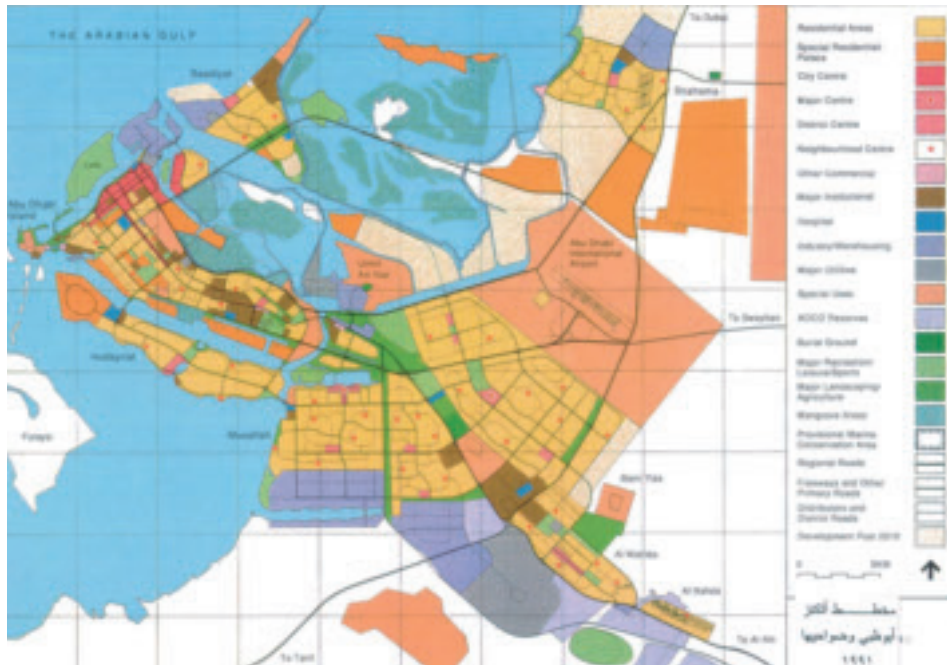 THE ARABIAN GULF
To Dubai
Saadiyat
Shahama
Lulu
Abu Dhabi
Island
Abu Dhabi
International
Airport
Umm
An Nar
To Sweihan
Hudayriat
Futaysi
Mussafah
Bani Yas
Al Wathba
Al Nahda
To Al Ain
To Tarif
Residential Areas
Special Residential
Palace
City Centre
Major Centre
District Centre
Neighbourhood Centre
Other Commercial
Major Institutional
Hospital
Industry/Warehousing
Major Utilities
Special Uses
ADCO Reserves
Burial Ground
Major Recreation/
Leisure/Sports
Major Landscaping/
Agriculture
Mangrove Areas
Provisional Marine
Conservation Area
Regional Roads
Freeways and Other
Primary Roads
Distributors and
District Roads
Development Post 2010
0
أبوظبي وضواحيها
١٩٩١